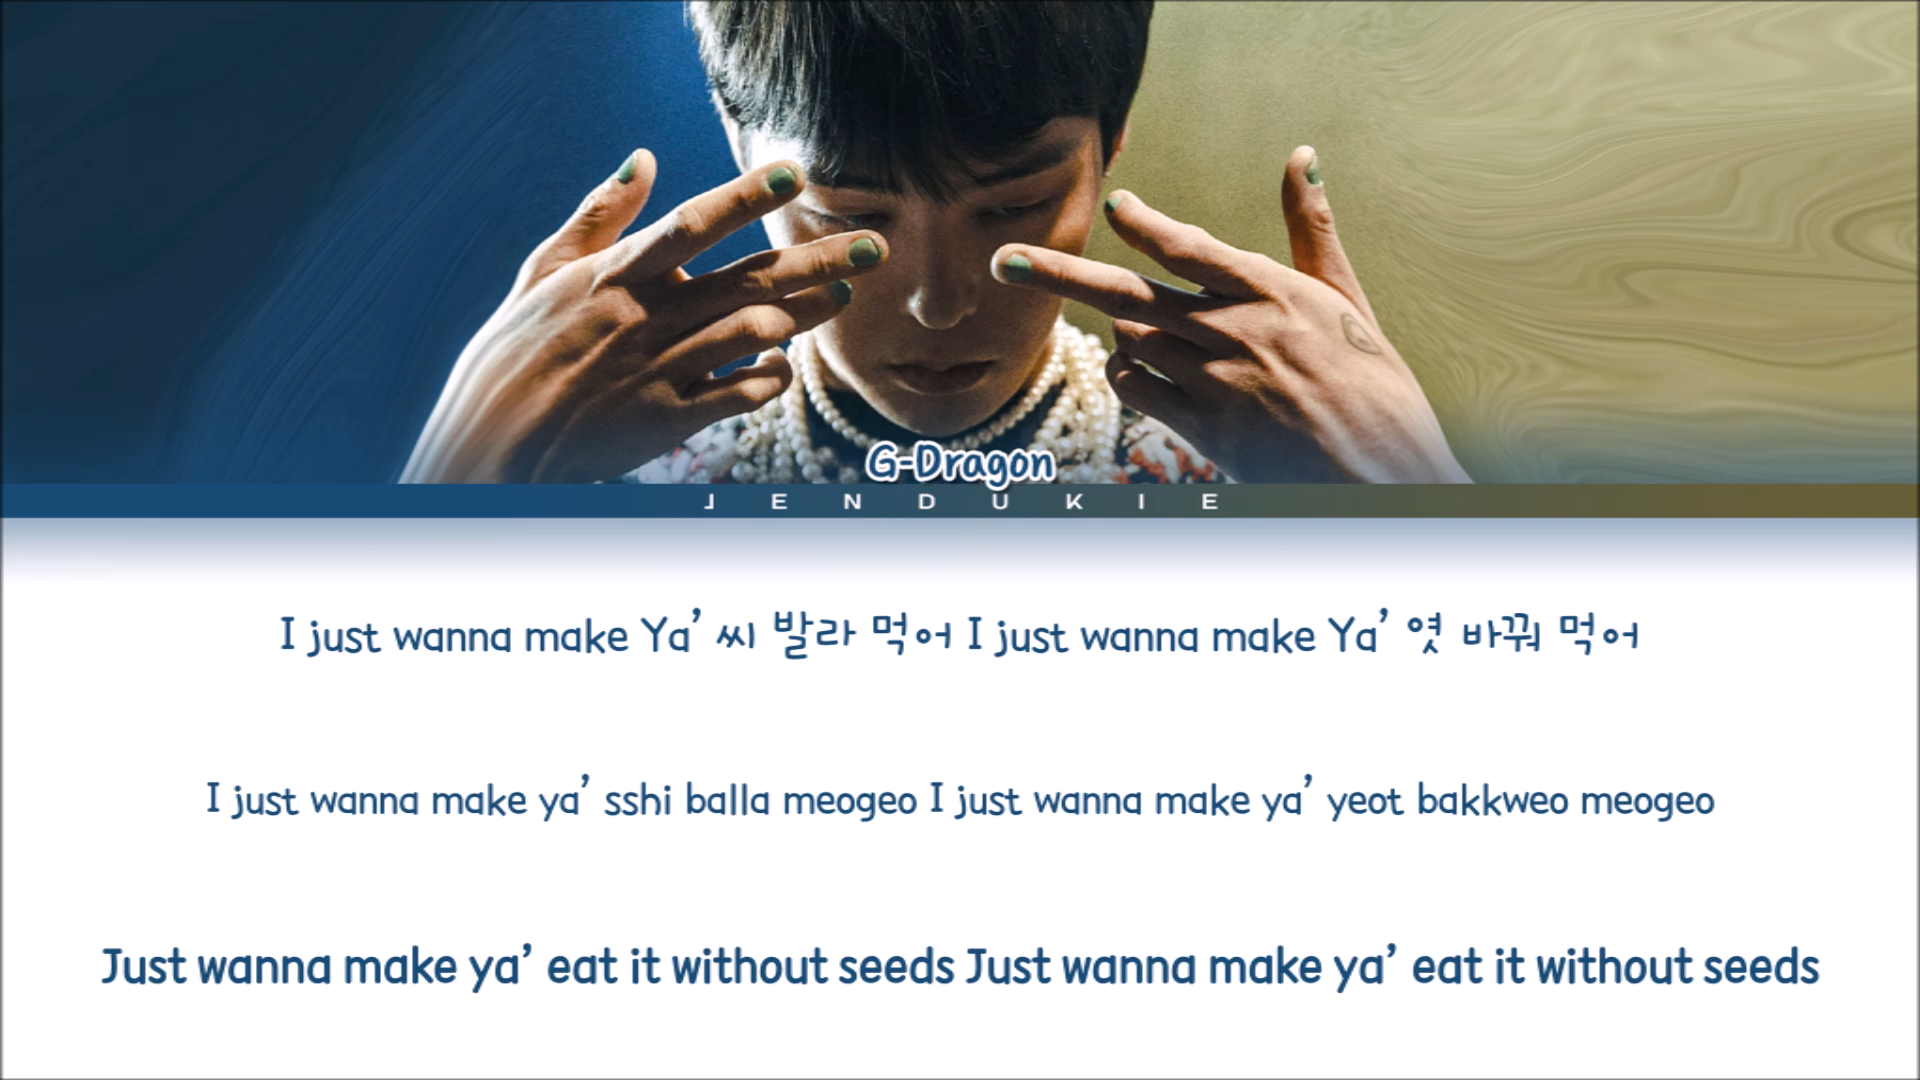 G-Dragon
JENDUKIE
I just wanna make Ya’ 씨 발라 먹어 I just wanna make Ya’ 엿 바꿔 먹어
I just wanna make ya’ sshi balla meogeo I just wanna make ya’ yeot bakkweo meogeo
Just wanna make ya’ eat it without seeds Just wanna make ya’ eat it without seeds